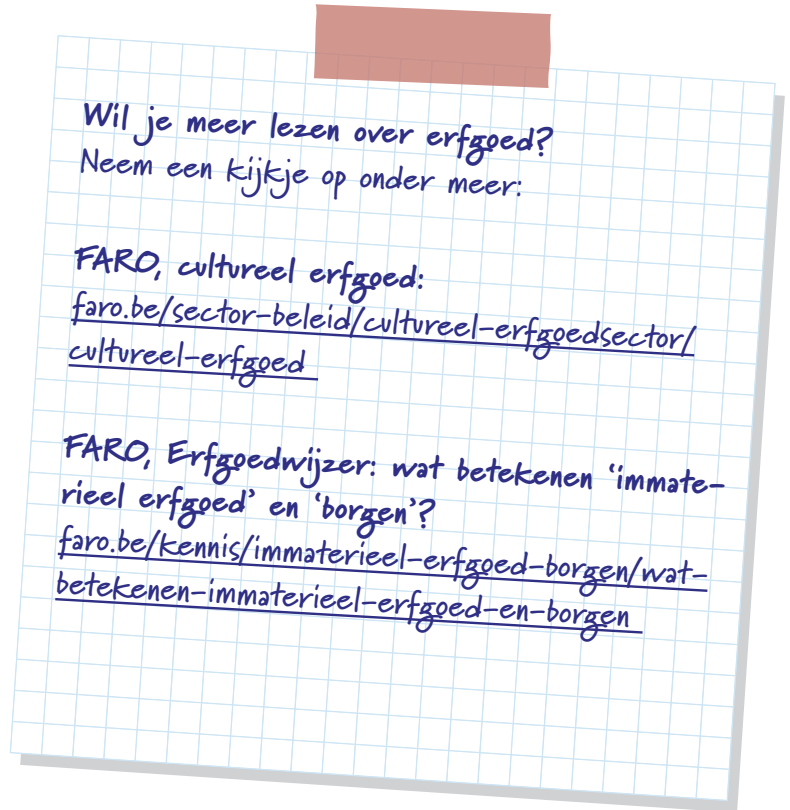 Wil je meer lezen over erfgoed?
Neem een kijkje op onder meer:
FARO, cultureel erfgoed:
faro.be/sector-beleid/cultureel-erfgoedsector/
cultureel-erfgoed
FARO, Erfgoedwijzer: wat betekenen ‘immate-
rieel erfgoed’ en ‘borgen’?
faro.be/kennis/immaterieel-erfgoed-borgen/wat-
betekenen-immaterieel-erfgoed-en-borgen